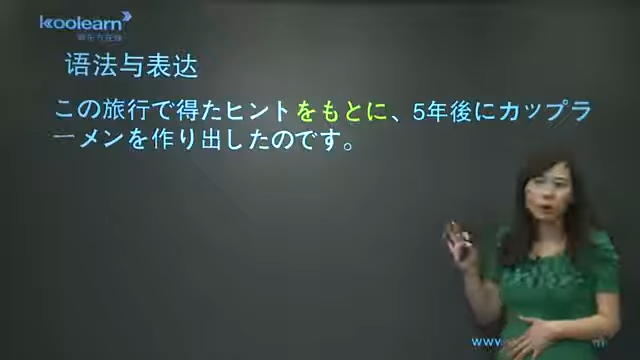 koolearn
新东方在线
语法与表达
この旅行で得たヒントをもとに、5年後にカップラ
ーメンを作り出したのです。
www.